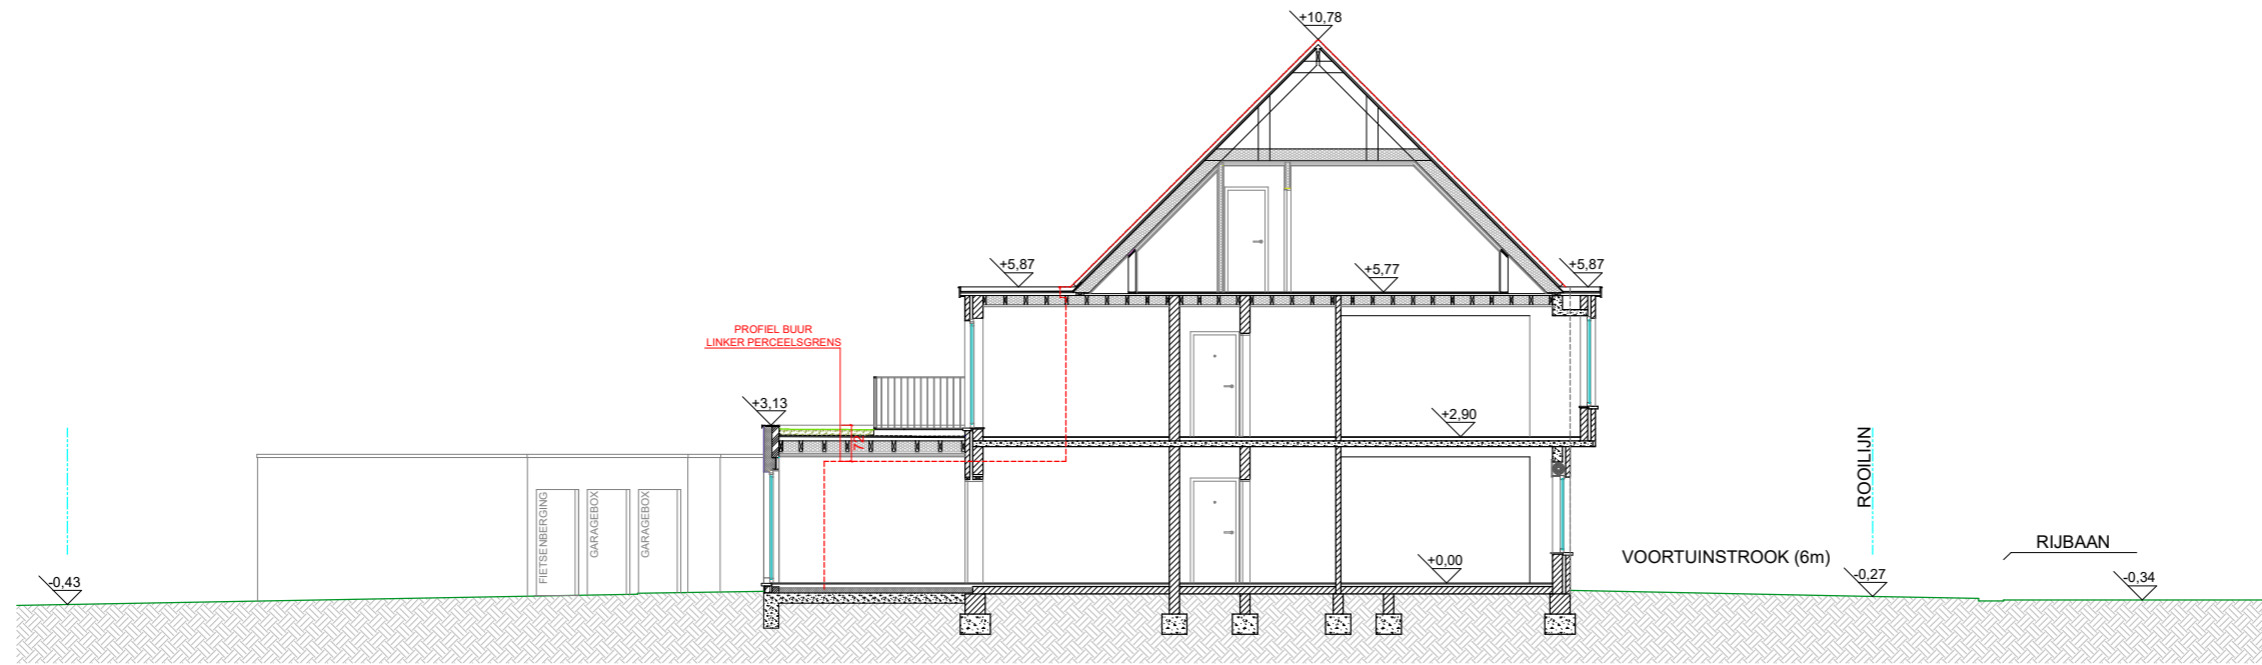 +10,78
+5,87
+5,77
+5,87
PROFIEL BUUR
LINKER PERCEELSGRENS
+3,13
72
+2,90
FIETSENBERGING
GARAGEBOX
GARAGEBOX
ROOILIJN
VOORTUINSTROOK (6m)
RIJBAAN
-0,43
+0,00
-0,27
-0,34